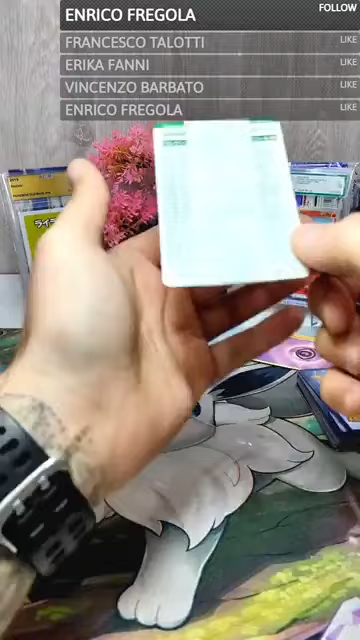 ENRICO FREGOLA
FOLLOW
FRANCESCO TALOTTI
LIKE
ERIKA FANNI
LIKE
VINCENZO BARBATO
LIKE
ENRICO FREGOLA
LIKE